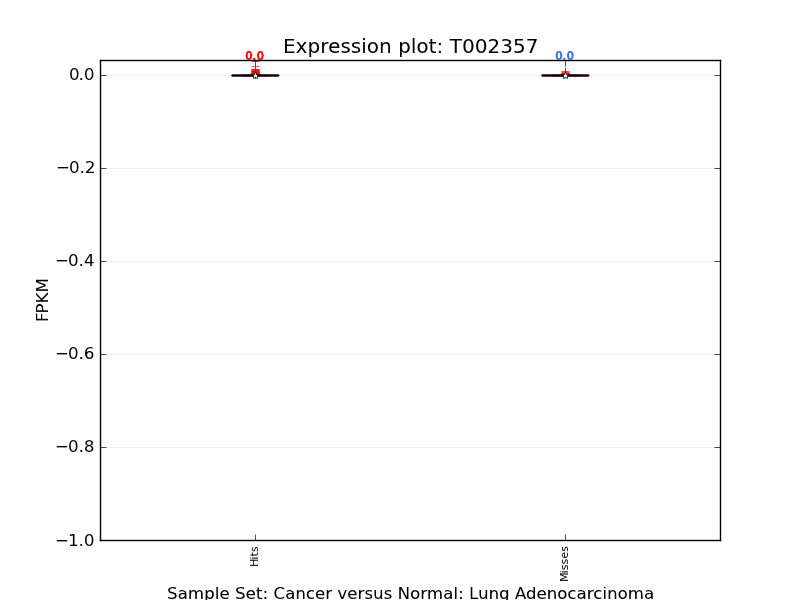 Expression plot: T002357
0.0 0.0
0.0
−0.2
−0.4
−0.6
−0.8
−1.0
FPKM
Hits Misses
Sample Set: Cancer versus Normal: Lung Adenocarcinoma